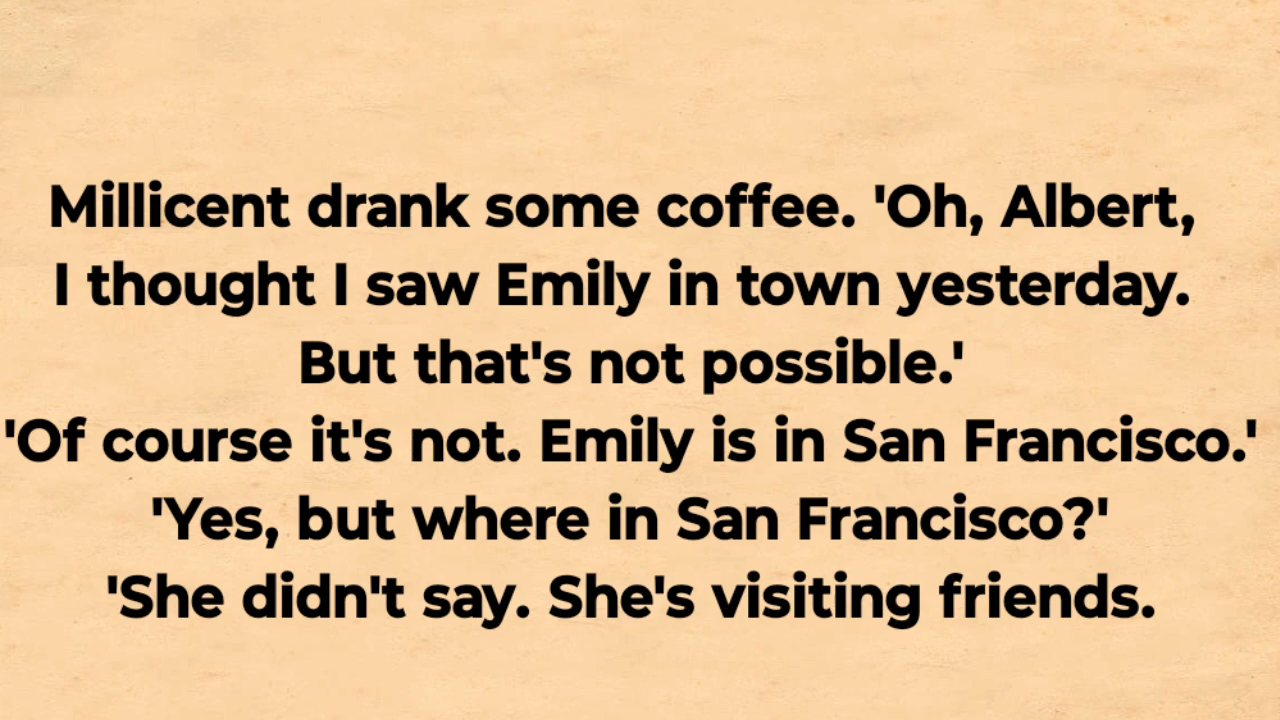 Millicent drank some coffee. 'Oh, Albert,
I thought I saw Emily in town yesterday.
But that's not possible.'
'Of course it's not. Emily is in San Francisco.'
'Yes, but where in San Francisco?'
'She didn't say. She's visiting friends.